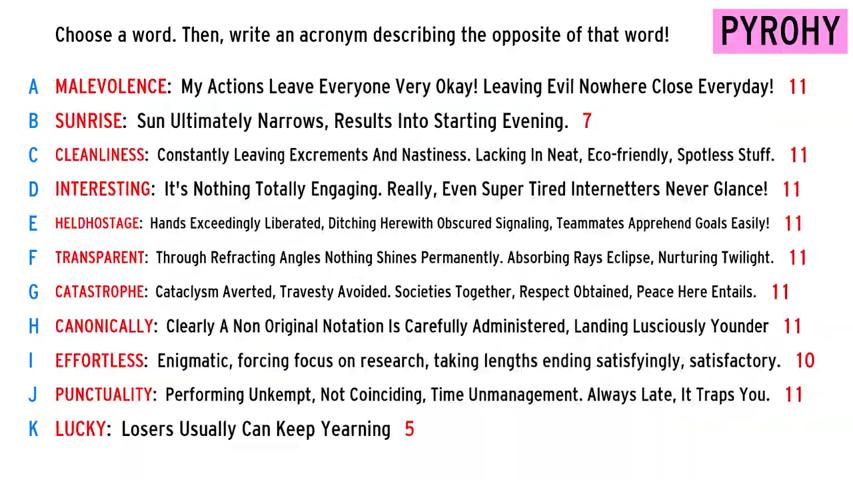 Choose a word. Then, write an acronym describing the opposite of that word!
PYROHY
A MALEVOLENCE: My Actions Leave Everyone Very Okay! Leaving Evil Nowhere Close Everyday! 11
B SUNRISE: Sun Ultimately Narrows, Results Into Starting Evening. 7
C CLEANLINESS: Constantly Leaving Excrements And Nastiness. Lacking In Neat, Eco-friendly, Spotless Stuff. 11
D INTERESTING: It's Nothing Totally Engaging. Really, Even Super Tired Internetters Never Glance! 11
E HELDHOSTAGE: Hands Exceedingly Liberated, Ditching Herewith Obscured Signaling, Teammates Apprehend Goals Easily! 11
F TRANSPARENT: Through Refracting Angles Nothing Shines Permanently. Absorbing Rays Eclipse, Nurturing Twilight. 11
G CATASTROPHE: Cataclysm Averted, Travesty Avoided. Societies Together, Respect Obtained, Peace Here Entails. 11
H CANONICALLY: Clearly A Non Original Notation Is Carefully Administered, Landing Lusciously Younder 11
I EFFORTLESS: Enigmatic, forcing focus on research, taking lengths ending satisfyingly, satisfactory. 10
J PUNCTUALITY: Performing Unkempt, Not Coinciding, Time Unmanagement. Always Late, It Traps You. 11
K LUCKY: Losers Usually Can Keep Yearning 5